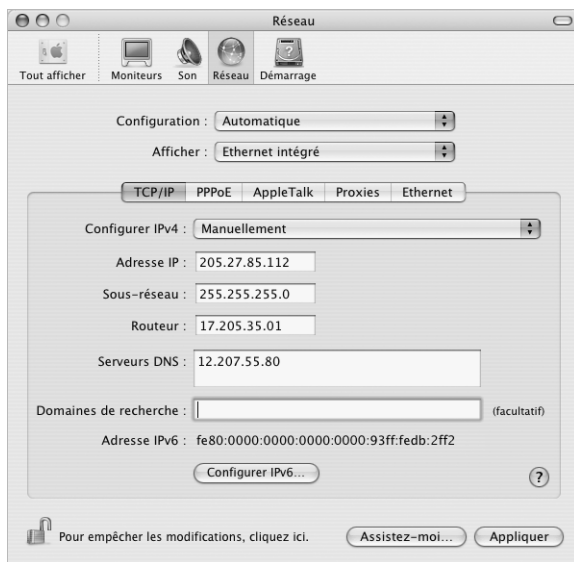 Réseau
Tout afficher Moniteurs Son Réseau Démarrage
Configuration : Automatique
Afficher : Ethernet intégré
TCP/IP PPPoE AppleTalk Proxies Ethernet
Configurer IPv4 : Manuellement
Adresse IP : 205.27.85.112
Sous-réseau : 255.255.255.0
Routeur : 17.205.35.01
Serveurs DNS : 12.207.55.80
Domaines de recherche : (facultatif)
Adresse IPv6 : fe80:0000:0000:0000:0000:93ff:fedb:2ff2
Configurer IPv6...
?
Pour empêcher les modifications, cliquez ici. Assistez-moi... Appliquer